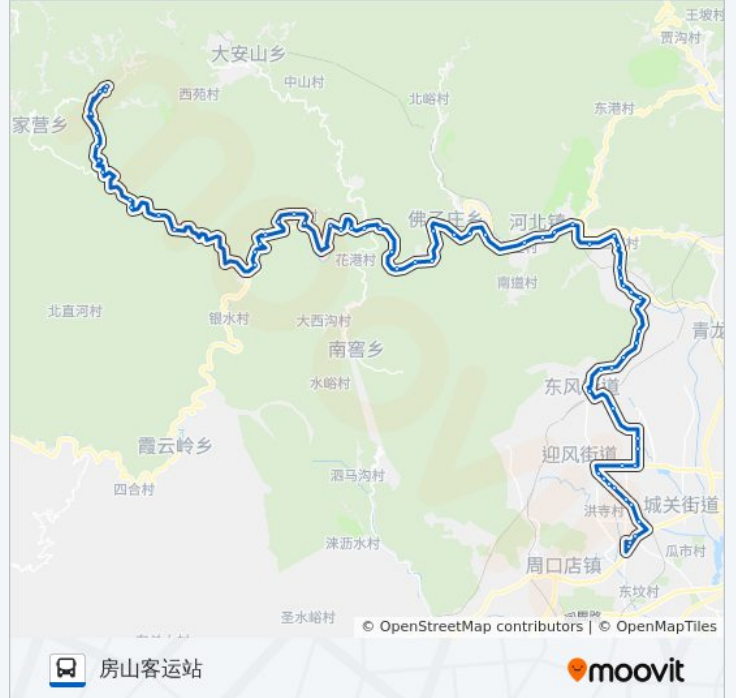 王坡村
贾沟村
大安山乡
中山村
西苑村
北峪村
东港村
家营乡
佛子庄乡
河北镇
村
花港村
南道村
北直河村
银水村
大西沟村
青龙
南窖乡
水峪村
东风街道
霞云岭乡
迎风街道
泗马沟村
四合村
洪寺村
城关街道
涞沥水村
瓜市村
周口店镇
东坟村
圣水峪村
© OpenStreetMap contributors | © OpenMapTiles
房山客运站
moovit